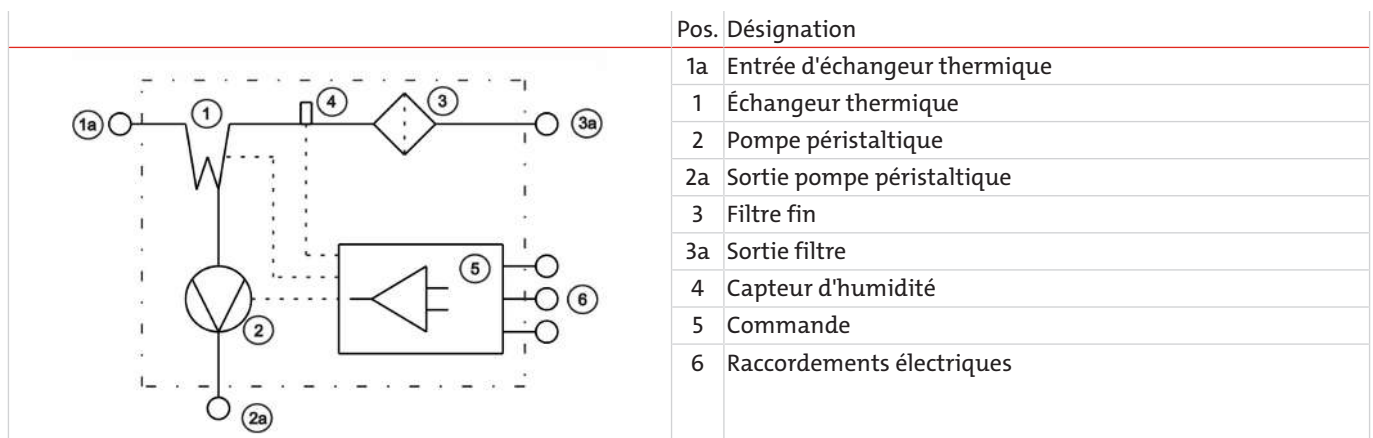 Pos. Désignation
1a Entrée d'échangeur thermique
1 Échangeur thermique
2 Pompe péristaltique
2a Sortie pompe péristaltique
3 Filtre fin
3a Sortie filtre
4 Capteur d'humidité
5 Commande
6 Raccordements électriques
1a
1
4
3
3a
5
6
2
2a